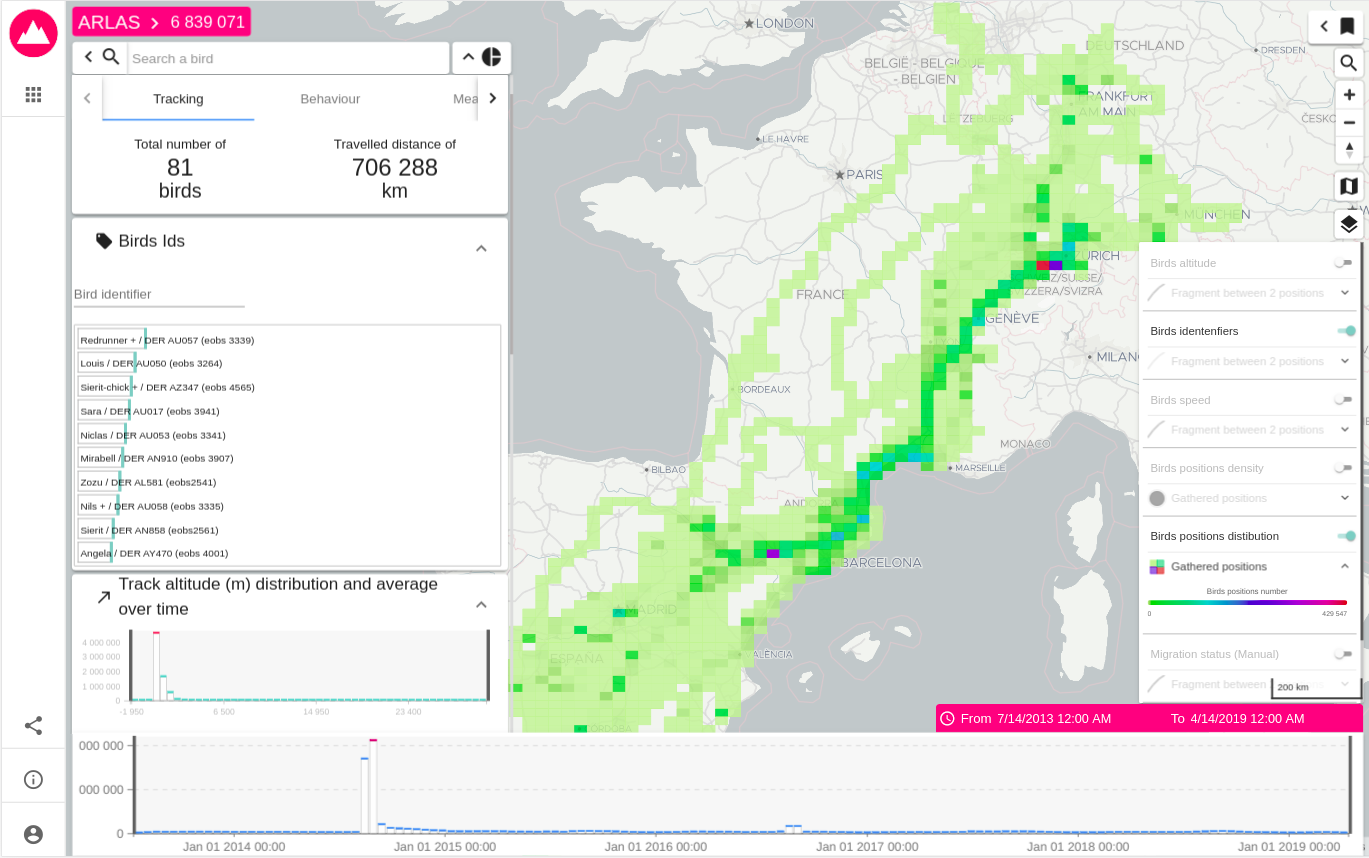 ARLAS > 6 839 071
Search a bird
Tracking
Behaviour
Mea
Total number of
81
birds
Travelled distance of
706 288
km
Birds Ids
Bird identifier
Redrunner + / DER AU057 (eobs 3339)
Louis / DER AU050 (eobs 3264)
Sierit-chick + / DER AZ347 (eobs 4565)
Sara / DER AU017 (eobs 3941)
Niclas / DER AU053 (eobs 3341)
Mirabell / DER AN910 (eobs 3907)
Zozu / DER AL581 (eobs2541)
Nils + / DER AU058 (eobs 3335)
Sierit / DER AN858 (eobs2561)
Angela / DER AY470 (eobs 4001)
Track altitude (m) distribution and average
over time
4 000 000
3 000 000
2 000 000
1 000 000
0
-1 950
6 500
14 950
23 400
LONDON
DEUTSCHLAND
DRESDEN
BELGIË - BELGIQUE
- BELGIEN
FRANKFURT
AM MAIN
LËTZEBUERG
ČESKO
LE HAVRE
PARIS
MÜNCHEN
W
ZÜRICH
IZ/SUISSE/
ZZERA/SVIZRA
FRANCE
GENÈVE
MILANO
BORDEAUX
MONACO
MARSEILLE
BILBAO
ANDORRA
BARCELONA
MADRID
ALÈNCIA
ESPAÑA
CÓRDOBA
Birds altitude
Fragment between 2 positions
Birds identenfiers
Fragment between 2 positions
Birds speed
Fragment between 2 positions
Birds positions density
Gathered positions
Birds positions distibution
Gathered positions
Birds positions number
0
429 547
Migration status (Manual)
Fragment between
200 km
From 7/14/2013 12:00 AM
To 4/14/2019 12:00 AM
000 000
000 000
0
Jan 01 2014 00:00
Jan 01 2015 00:00
Jan 01 2016 00:00
Jan 01 2017 00:00
Jan 01 2018 00:00
Jan 01 2019 00:00